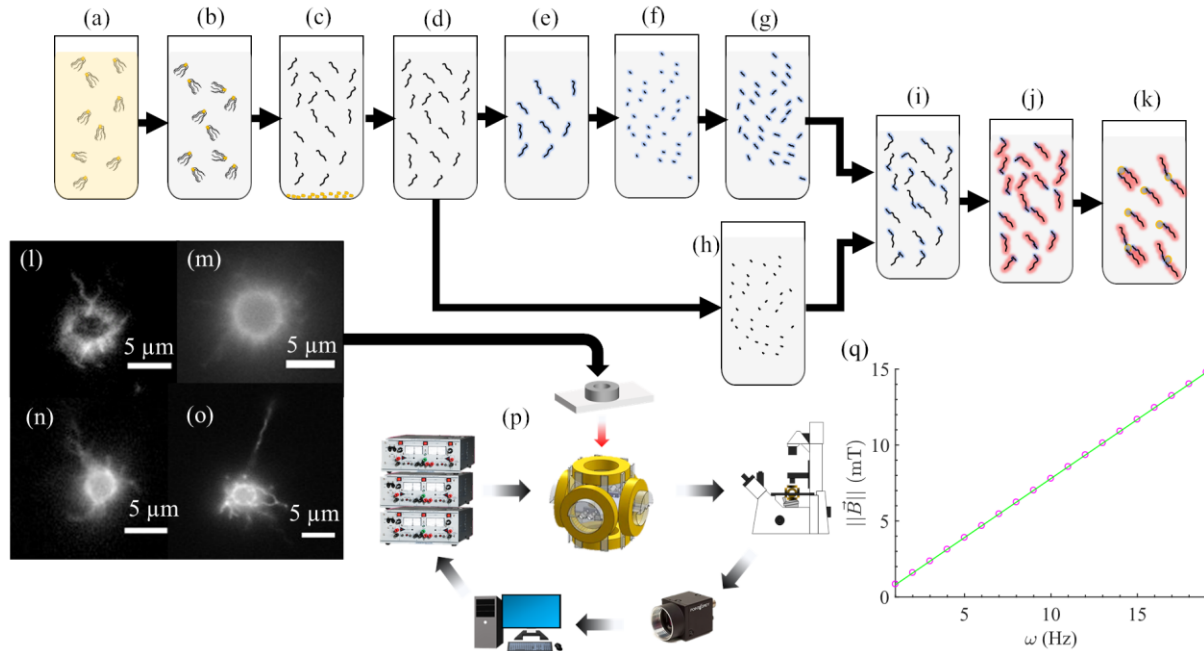 (a)
(b)
(c)
(d)
(e)
(f)
(g)
(h)
(i)
(j)
(k)
(l)
5 µm
(m)
5 µm
(n)
5 µm
(o)
5 µm
(p)
(q)
15
10
5
0
||B⃗|| (mT)
5
10
15
ω (Hz)